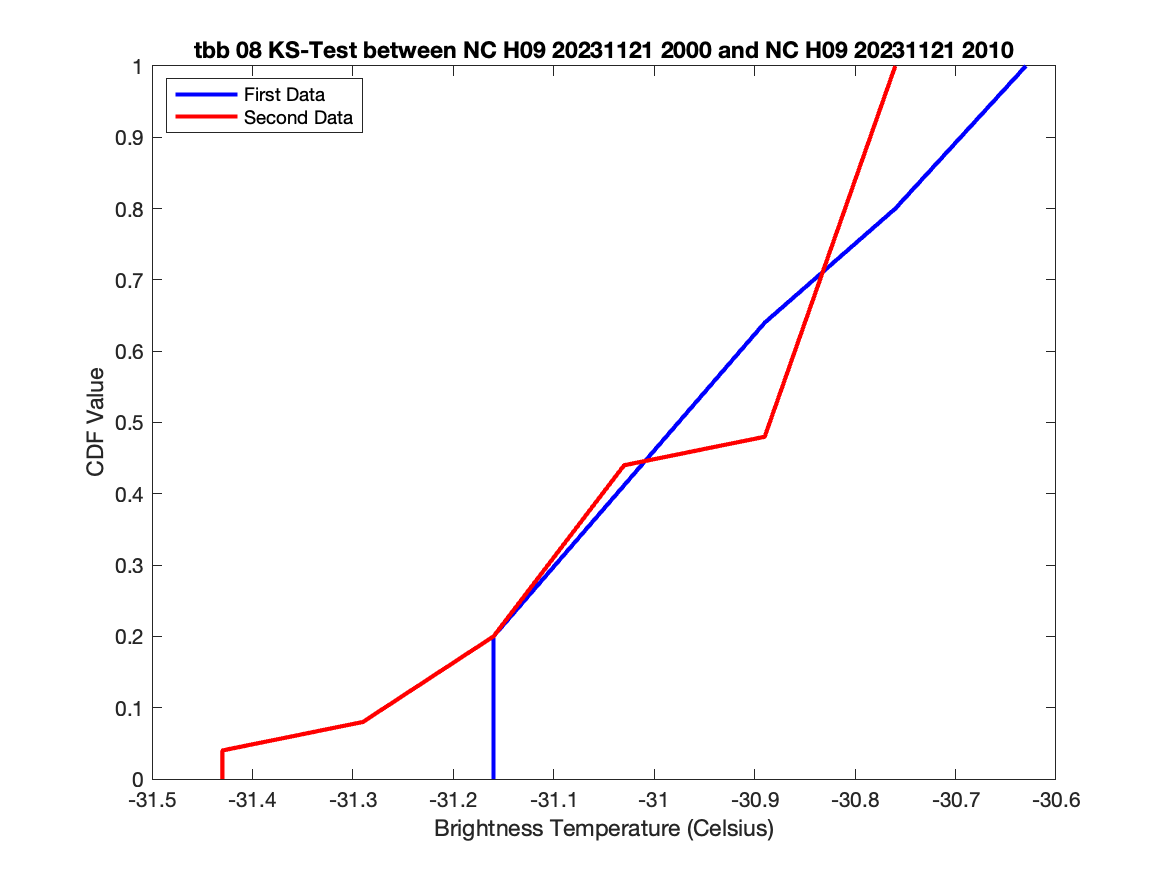 tbb 08 KS-Test between NC H09 20231121 2000 and NC H09 20231121 2010
First Data
Second Data
1
0.9
0.8
0.7
0.6
0.5
0.4
0.3
0.2
0.1
0
CDF Value
-31.5 -31.4 -31.3 -31.2 -31.1 -31 -30.9 -30.8 -30.7 -30.6
Brightness Temperature (Celsius)